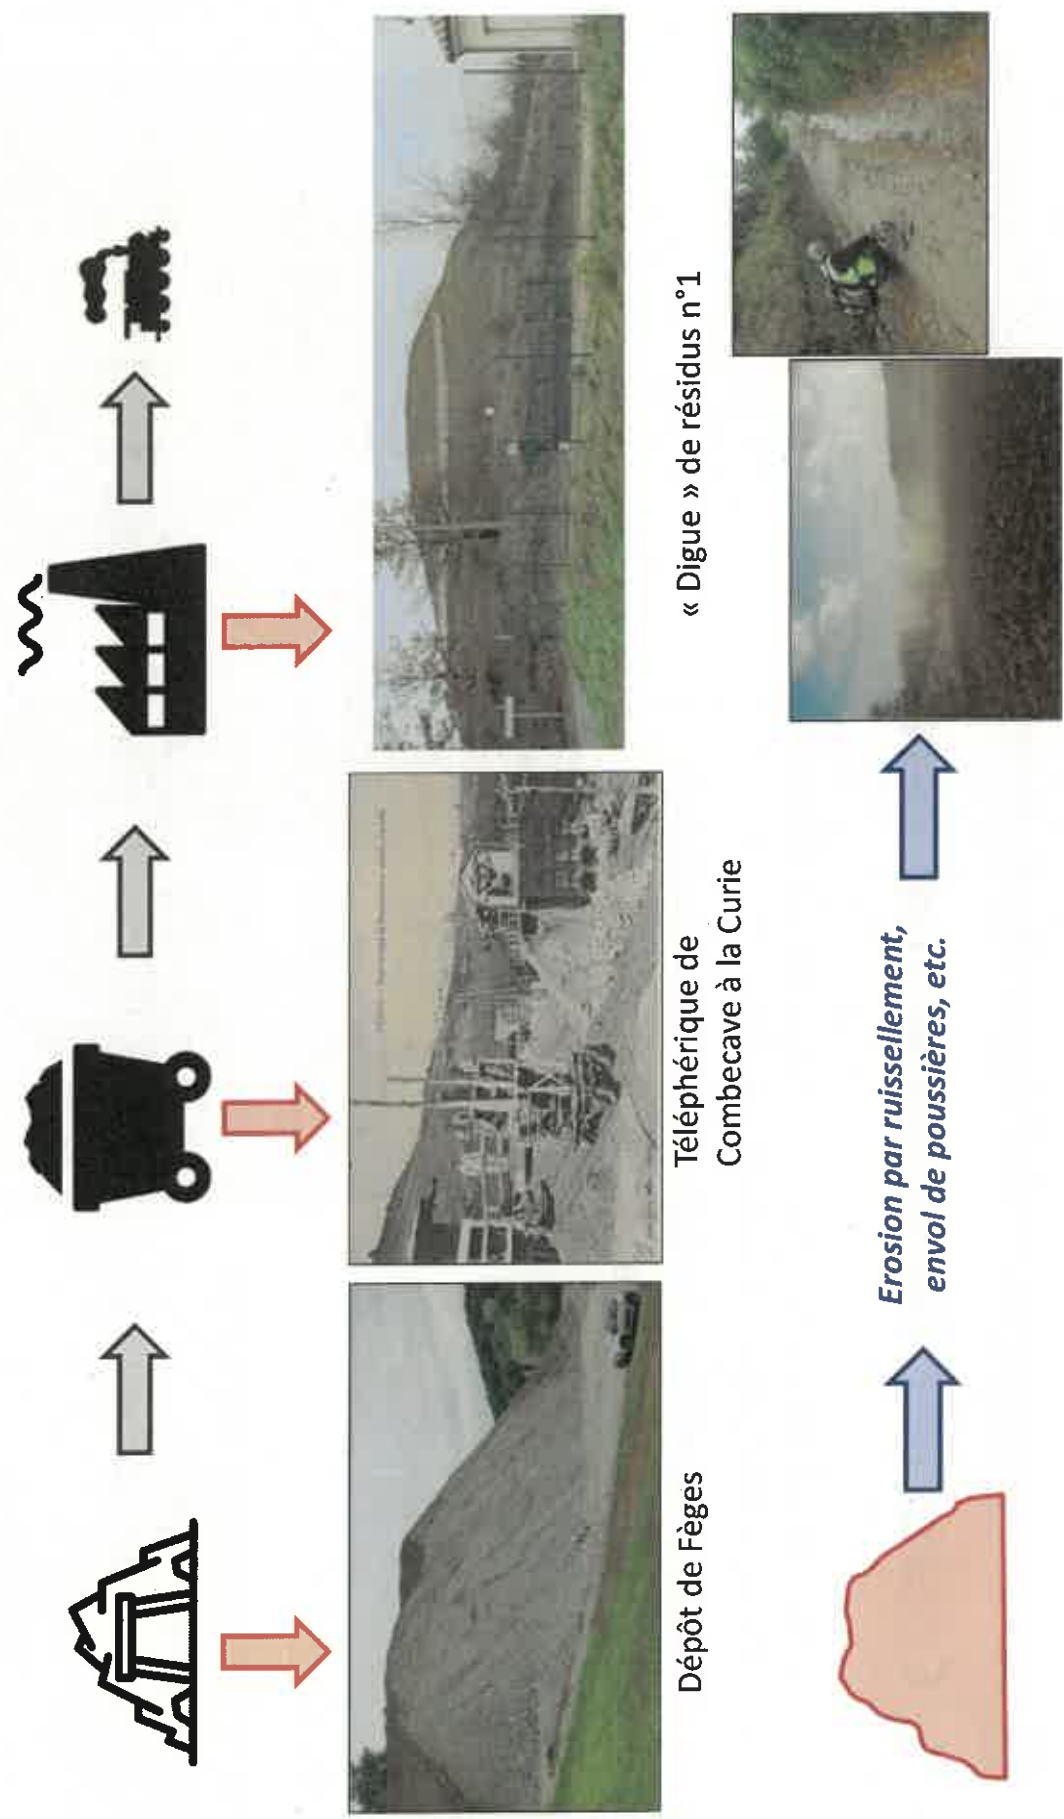 Dépôt de Fèges
Téléphérique de
Combecave à la Curie
« Digue » de résidus n°1
Erosion par ruissellement,
envol de poussières, etc.